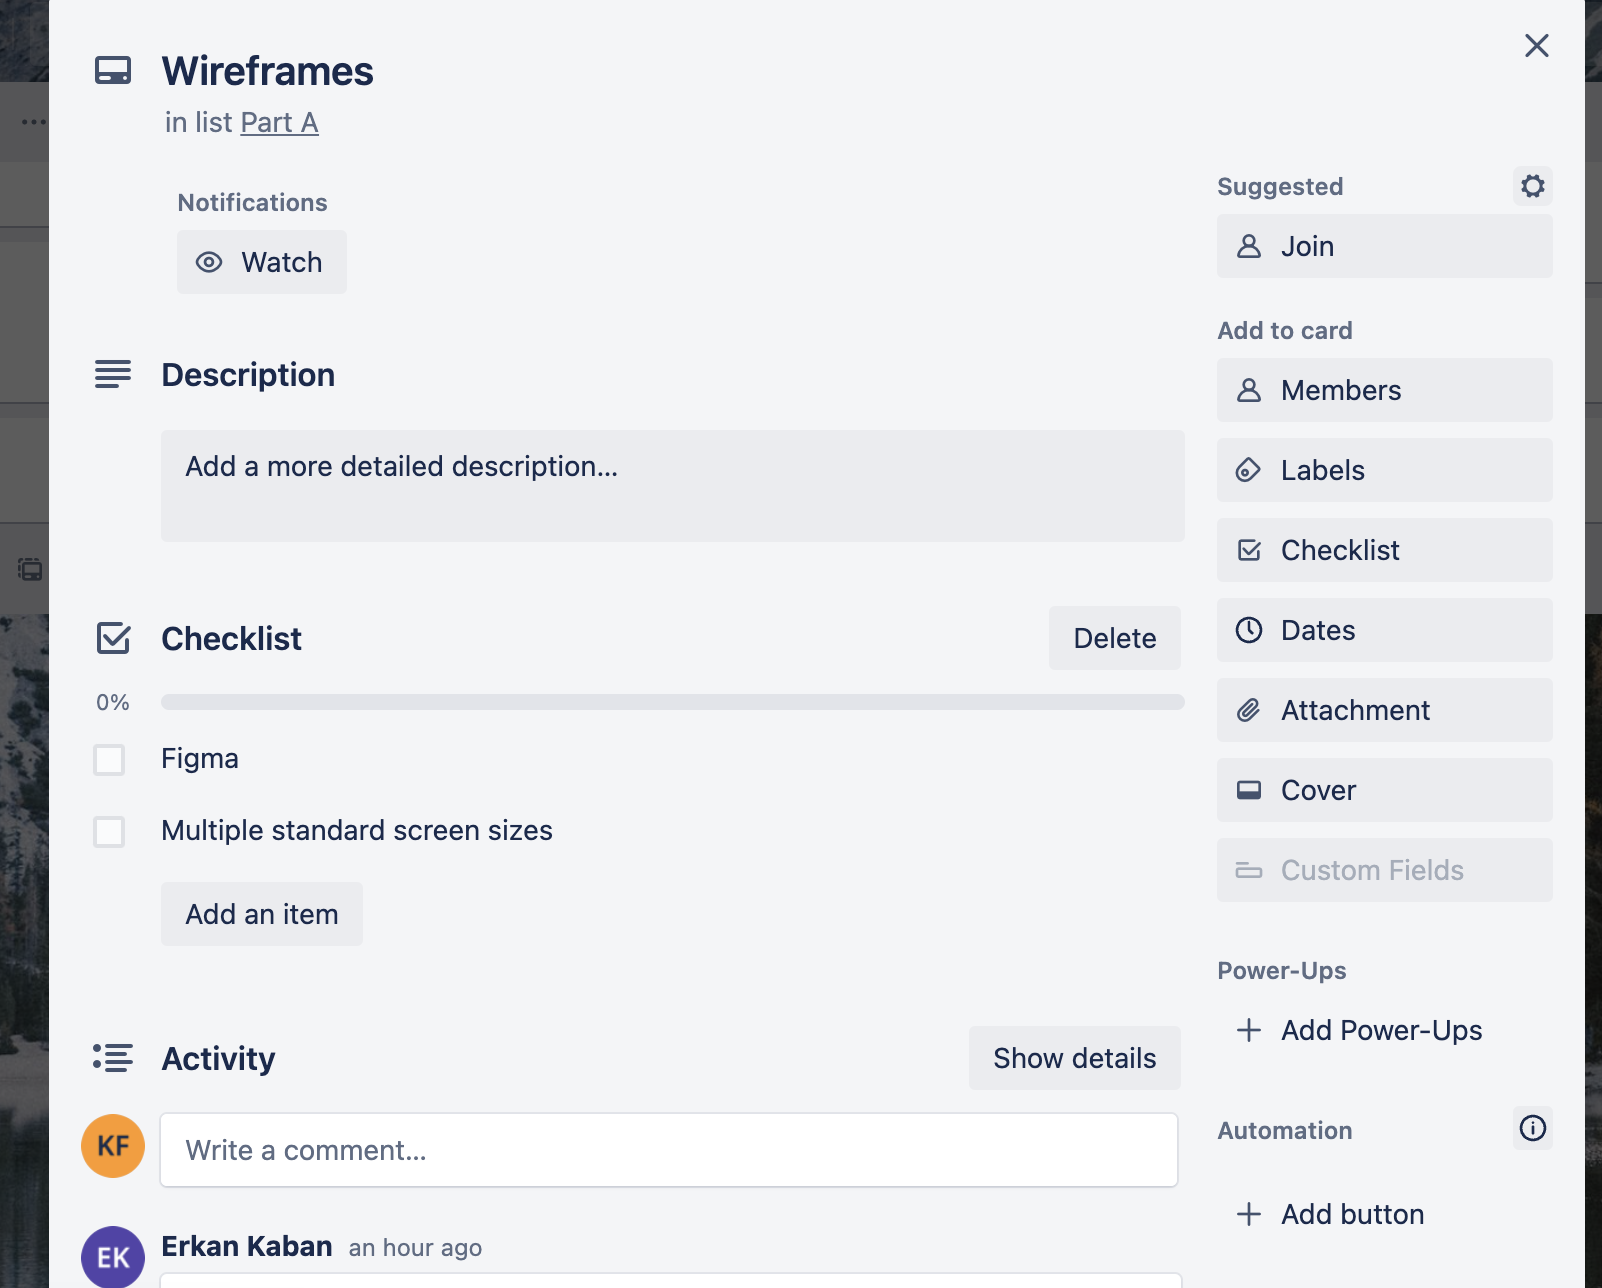 Wireframes
in list Part A
Notifications
Watch
Description
Add a more detailed description...
Checklist
Delete
0%
Figma
Multiple standard screen sizes
Add an item
Activity
Show details
KF
Write a comment...
EK
Erkan Kaban an hour ago
Suggested
Join
Add to card
Members
Labels
Checklist
Dates
Attachment
Cover
Custom Fields
Power-Ups
Add Power-Ups
Automation
Add button